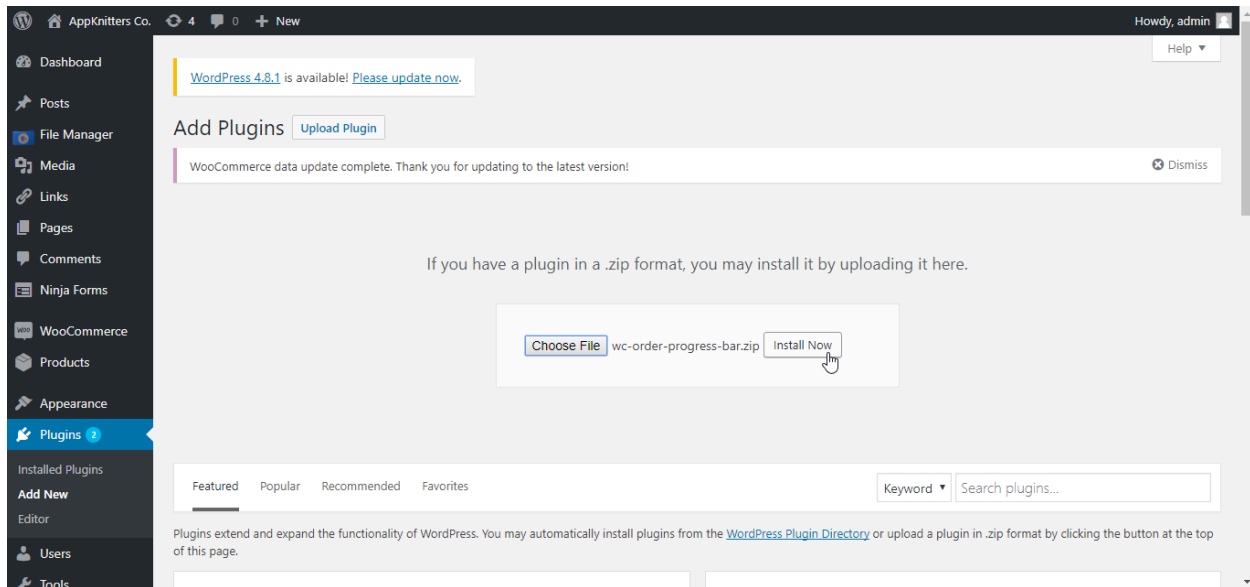 AppKnitters Co. 4 0 + New Howdy, admin
Help ▼
Dashboard
WordPress 4.8.1 is available! Please update now.
Posts
Add Plugins Upload Plugin
File Manager
Media
WooCommerce data update complete. Thank you for updating to the latest version! Dismiss
Links
Pages
Comments
If you have a plugin in a .zip format, you may install it by uploading it here.
Ninja Forms
WOO WooCommerce
Choose File wc-order-progress-bar.zip Install Now
Products
Appearance
Plugins 2
Installed Plugins
Featured Popular Recommended Favorites Keyword ▼ Search plugins...
Add New
Editor
Plugins extend and expand the functionality of WordPress. You may automatically install plugins from the WordPress Plugin Directory or upload a plugin in .zip format by clicking the button at the top
of this page.
Users
Tools